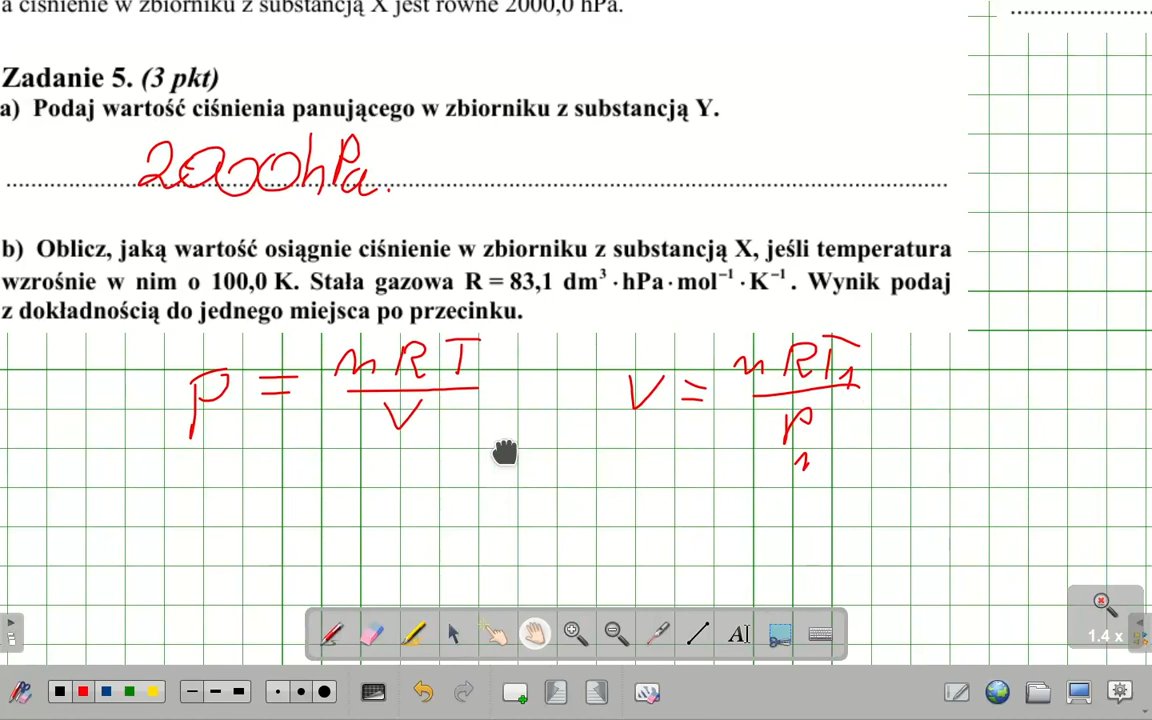 a ciśnienie w zbiorniku z substancją X jest równe 2000,0 hPa.
Zadanie 5. (3 pkt)
a) Podaj wartość ciśnienia panującego w zbiorniku z substancją Y.
2000hPa.
b) Oblicz, jaką wartość osiągnie ciśnienie w zbiorniku z substancją X, jeśli temperatura
wzrośnie w nim o 100,0 K. Stała gazowa R = 83,1 dm³ · hPa · mol⁻¹ · K⁻¹. Wynik podaj
z dokładnością do jednego miejsca po przecinku.
p = nRT/V V = nRT₁/p₁
1.4 x